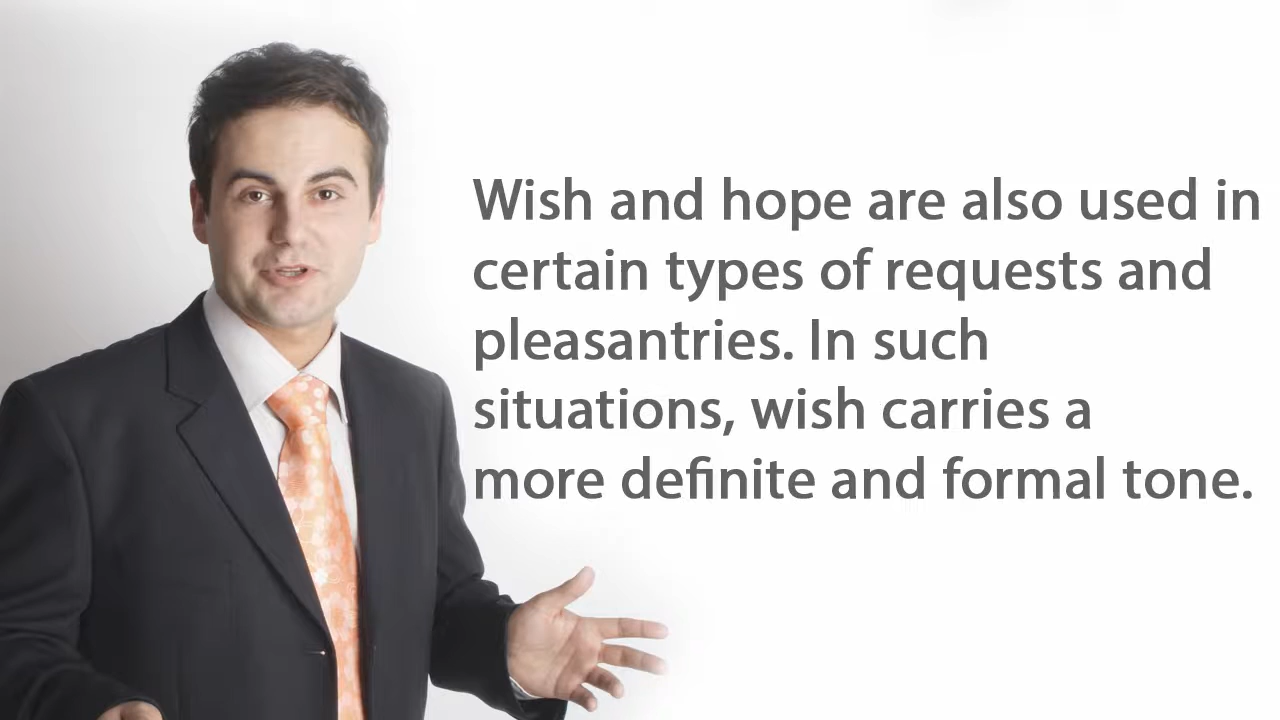 Wish and hope are also used in
certain types of requests and
pleasantries. In such
situations, wish carries a
more definite and formal tone.